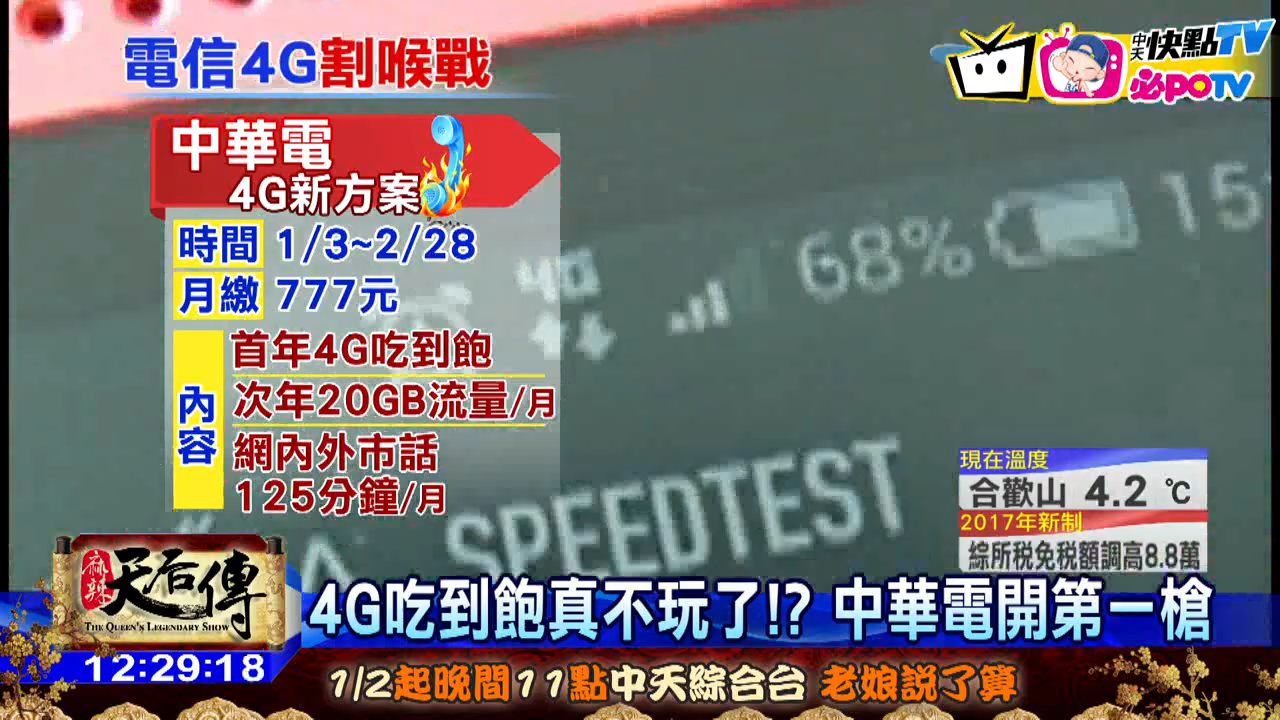 電信4G割喉戰
中天快點TV
必POTV
中華電
4G新方案
時間 1/3~2/28
月繳 777元
內容
首年4G吃到飽
次年20GB流量/月
網內外市話
125分鐘/月
4G
68%
15
SPEEDTEST
現在溫度
合歡山 4.2 ℃
2017年新制
綜所税免税額調高8.8萬
麻辣天后傳
THE QUEEN'S LEGENDARY SHOW
4G吃到飽真不玩了!? 中華電開第一槍
12:29:18
1/2起晚間11點中天綜合台 老娘說了算